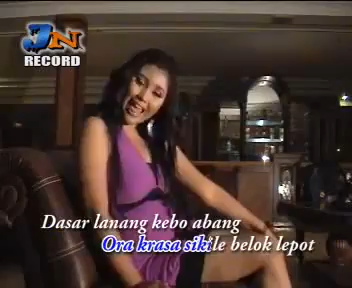 JN
RECORD
Dasar lanang kebo abang
Ora krasa sikile belok lepot